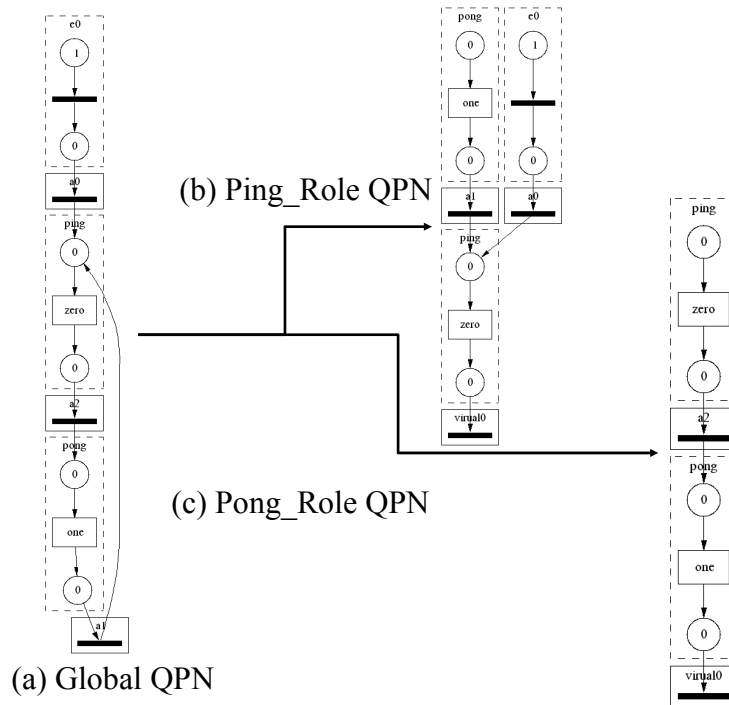 e0
1
0
a0
ping
0
zero
0
a2
pong
0
one
0
a1
(a) Global QPN
pong
0
one
0
a1
e0
1
0
a0
ping
0
zero
0
virual0
(b) Ping_Role QPN
ping
0
zero
0
a2
pong
0
one
0
virual0
(c) Pong_Role QPN